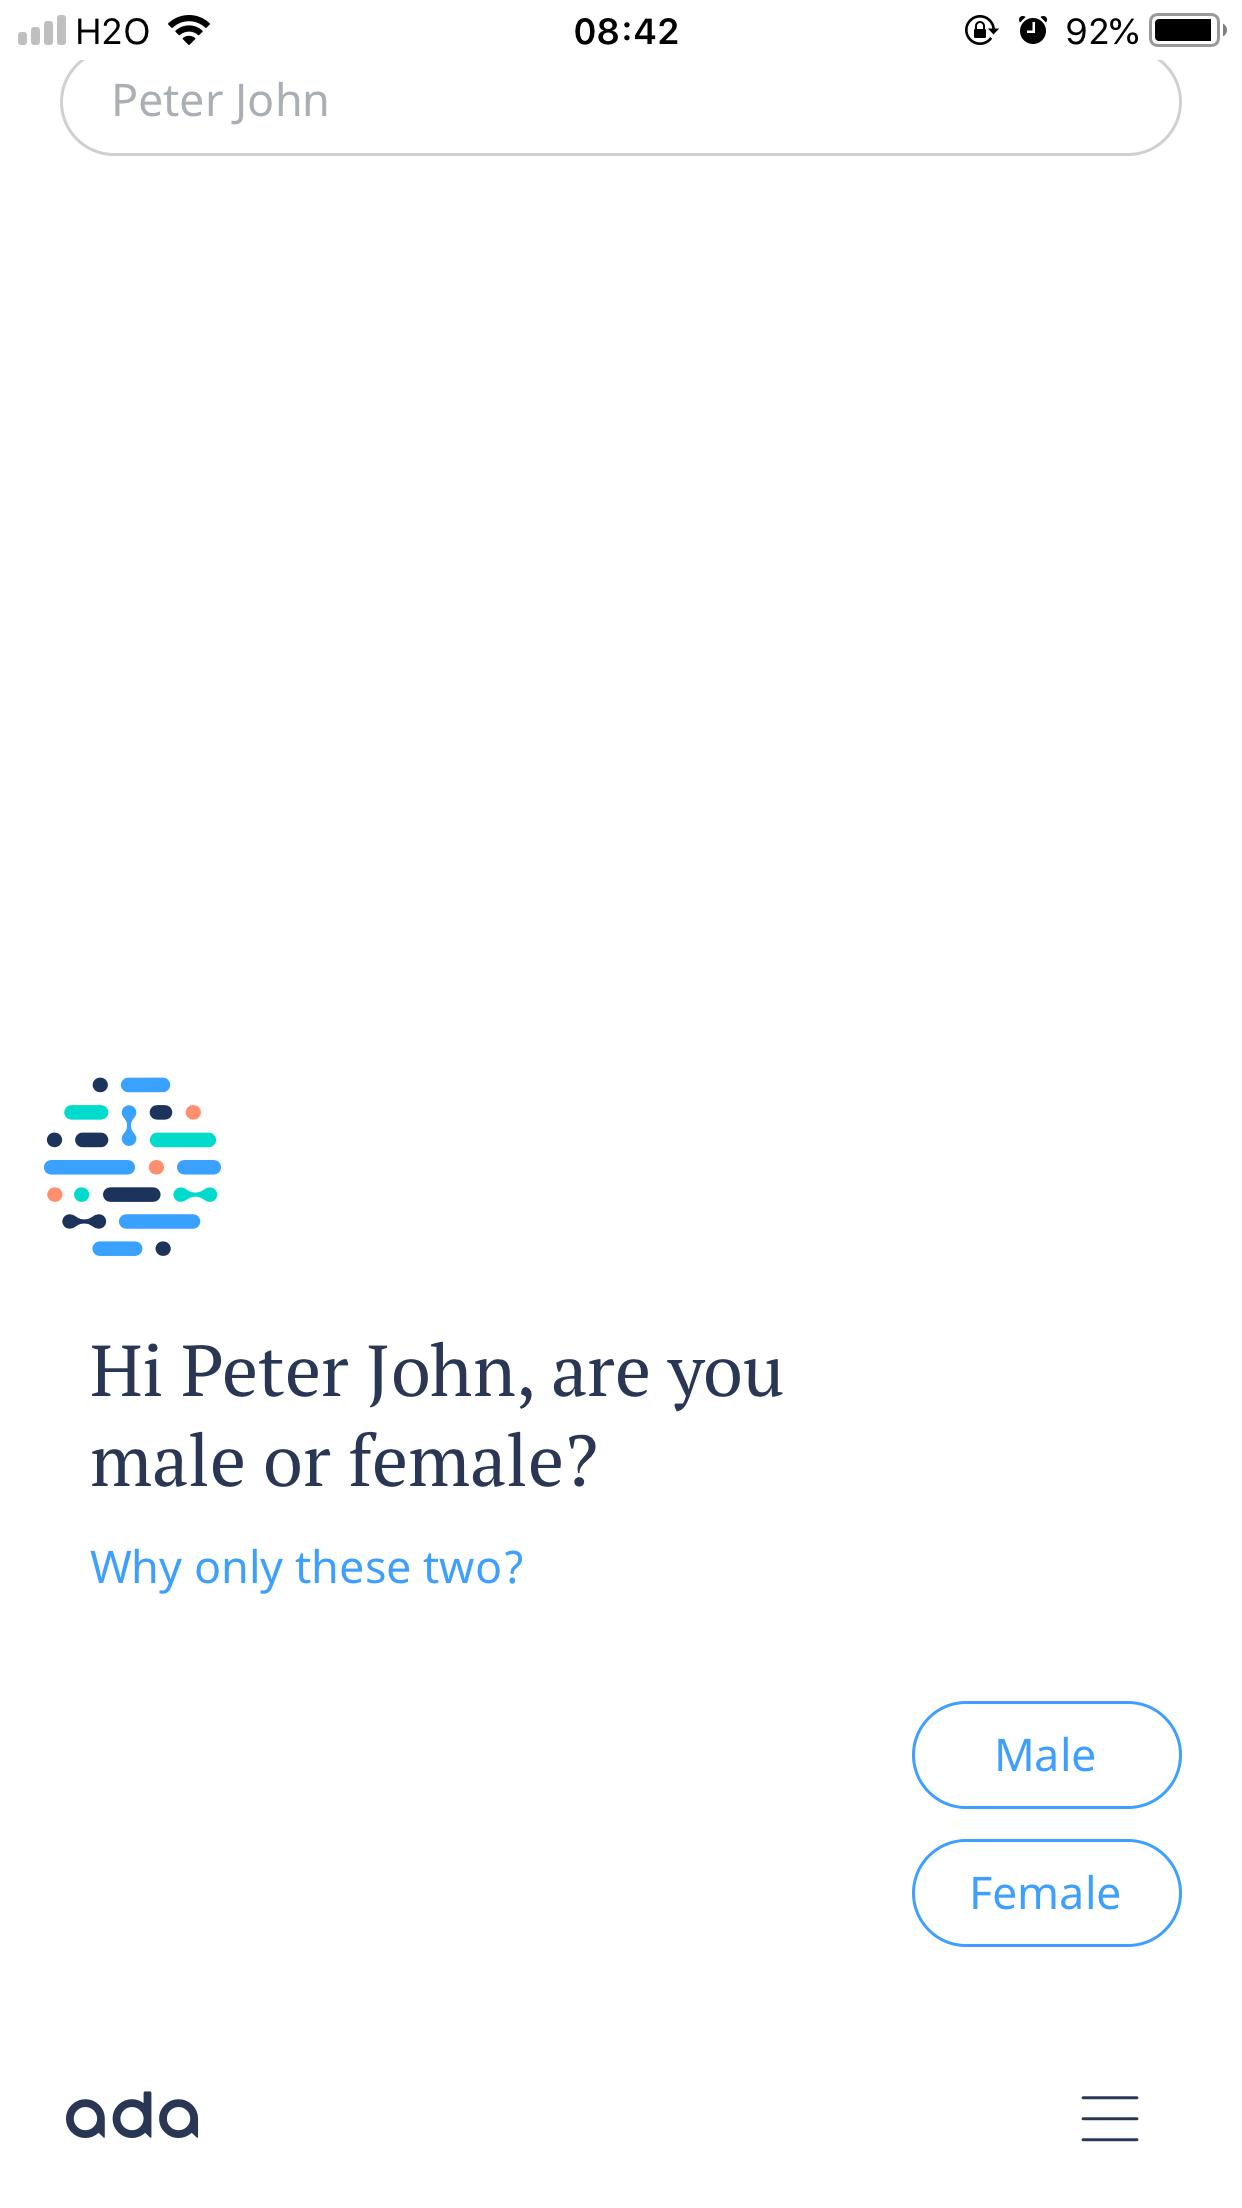 H2O 08:42 92%
Peter John
Hi Peter John, are you
male or female?
Why only these two?
Male
Female
ada